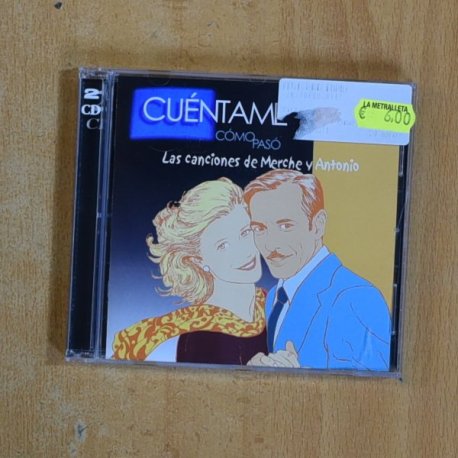 2
CD
CUÉNTAME
CÓMO PASÓ
Las canciones de Merche y Antonio
LA METRALLETA
€ 6,00